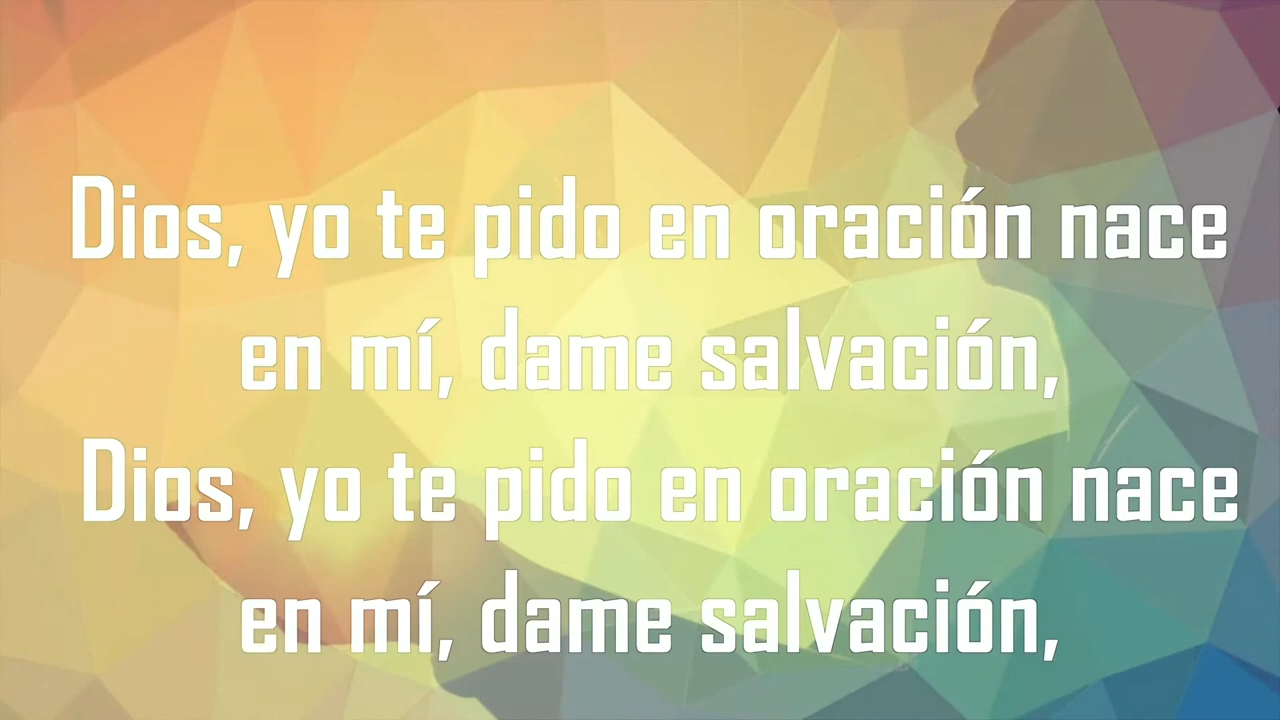 Dios, yo te pido en oración nace
en mí, dame salvación,
Dios, yo te pido en oración nace
en mí, dame salvación,